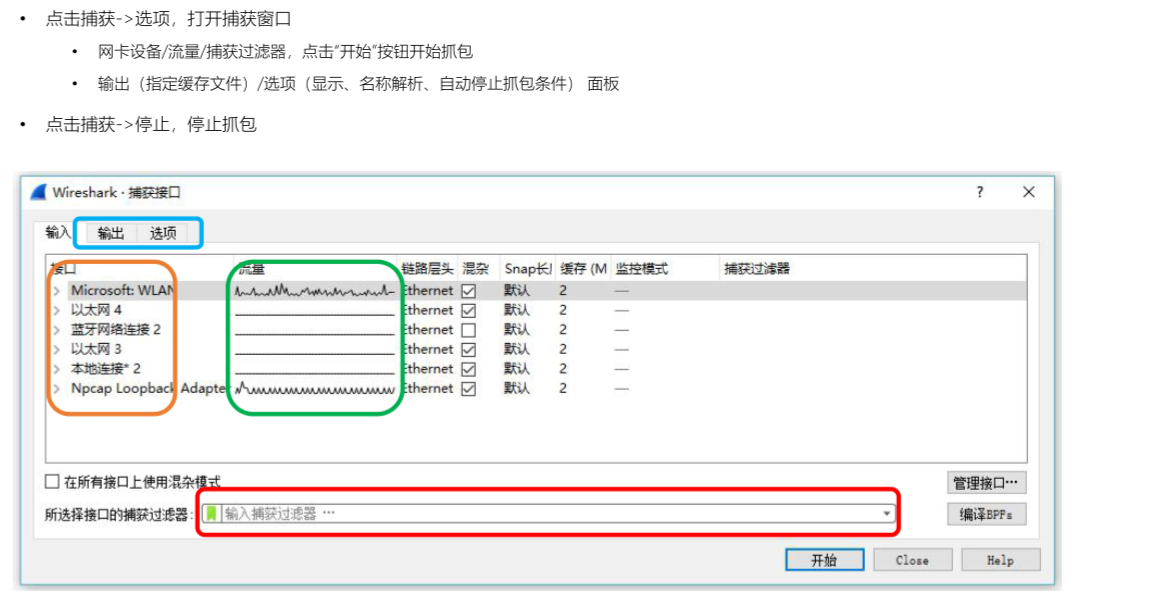 • 点击捕获->选项，打开捕获窗口
• 网卡设备/流量/捕获过滤器，点击“开始”按钮开始抓包
• 输出（指定缓存文件）/选项（显示、名称解析、自动停止抓包条件） 面板
• 点击捕获->停止，停止抓包
Wireshark · 捕获接口 ? ×
输入 输出 选项
接口 流量 链路层头 混杂 Snap长 缓存 (M 监控模式 捕获过滤器
> Microsoft: WLAN Ethernet 默认 2 —
> 以太网 4 Ethernet 默认 2 —
> 蓝牙网络连接 2 Ethernet 默认 2 —
> 以太网 3 Ethernet 默认 2 —
> 本地连接* 2 Ethernet 默认 2 —
> Npcap Loopback Adapter Ethernet 默认 2 —
在所有接口上使用混杂模式 管理接口…
所选择接口的捕获过滤器: 输入捕获过滤器 … 编译BPFs
开始 Close Help